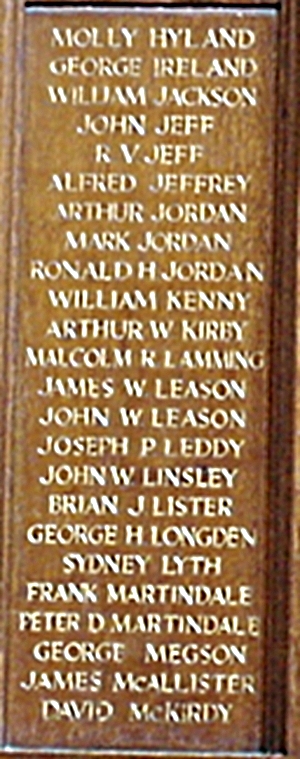 MOLLY HYLAND
GEORGE IRELAND
WILLIAM JACKSON
JOHN JEFF
R V JEFF
ALFRED JEFFREY
ARTHUR JORDAN
MARK JORDAN
RONALD H JORDAN
WILLIAM KENNY
ARTHUR W KIRBY
MALCOLM R LAMMING
JAMES W LEASON
JOHN W LEASON
JOSEPH P LEDDY
JOHN W LINSLEY
BRIAN J LISTER
GEORGE H LONGDEN
SYDNEY LYTH
FRANK MARTINDALE
PETER D MARTINDALE
GEORGE MEGSON
JAMES McALLISTER
DAVID McKIRDY